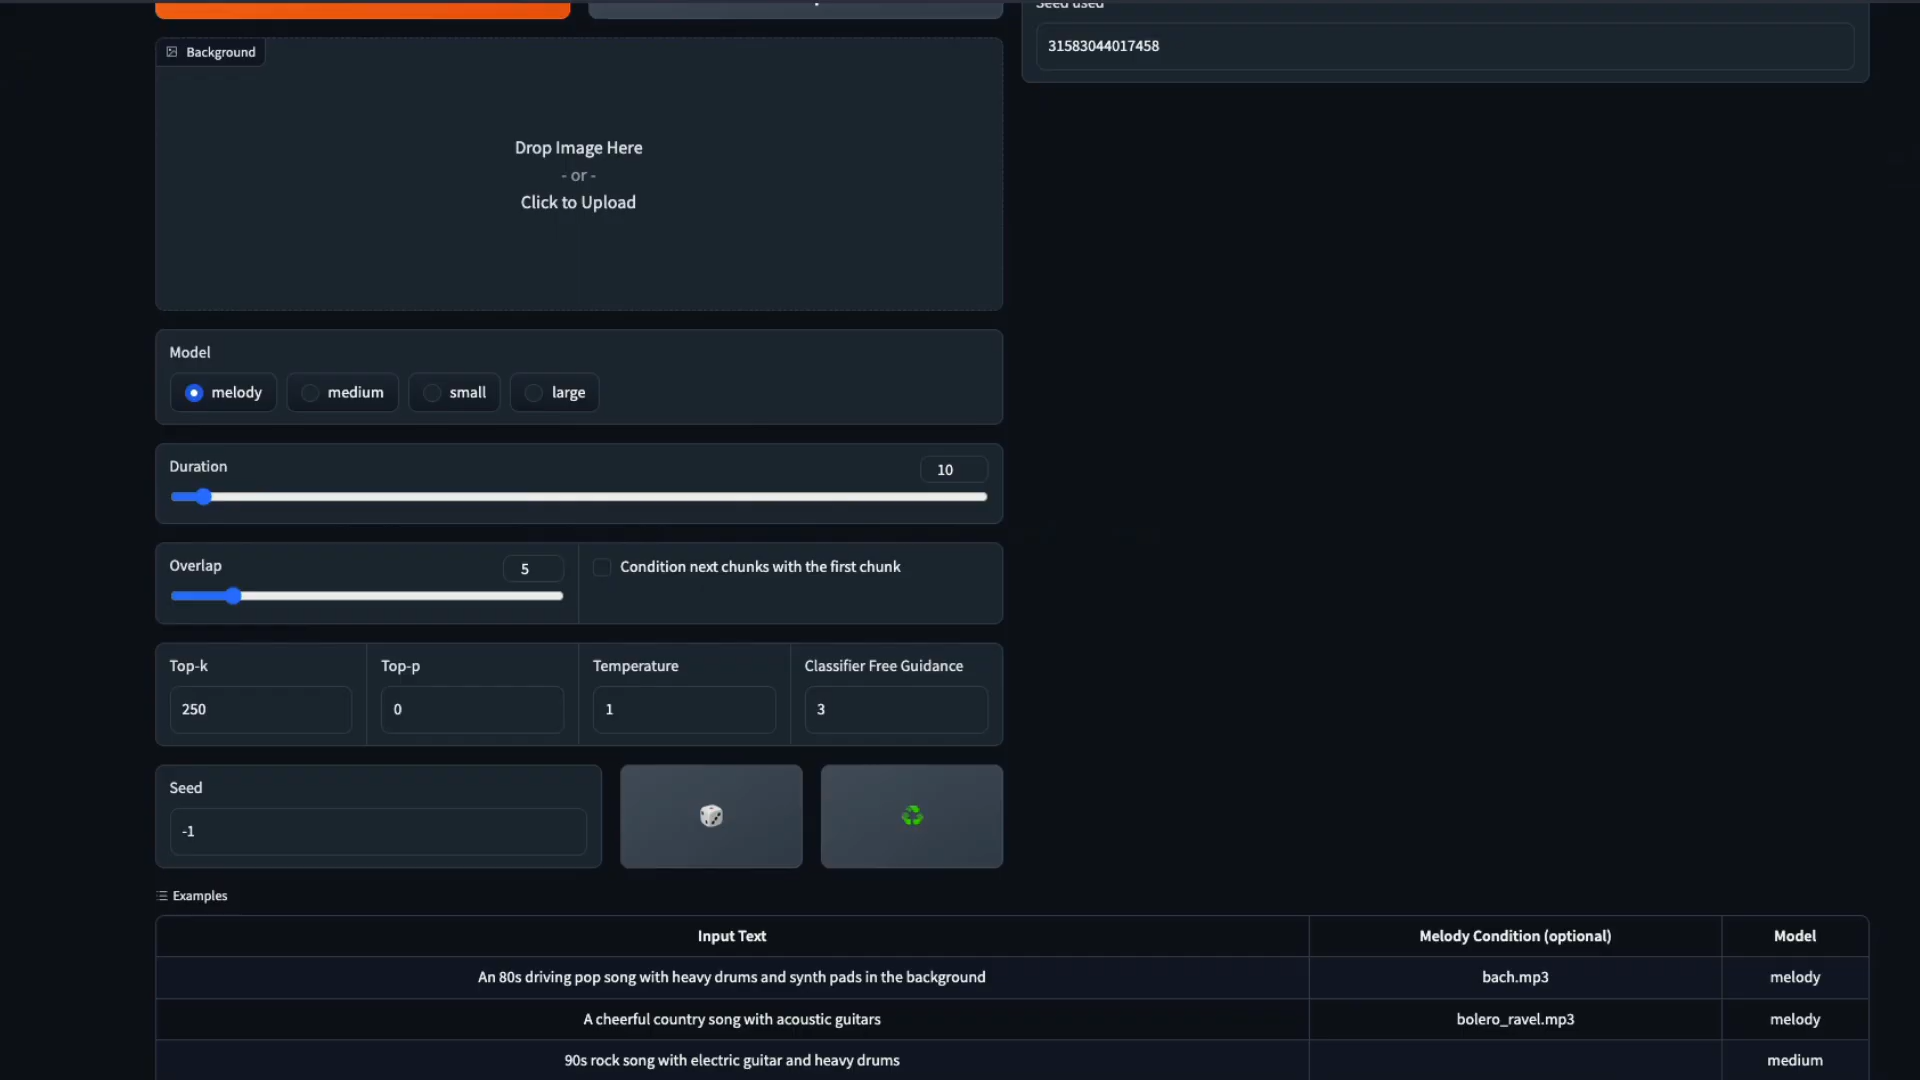 Seed used
31583044017458
Background
Drop Image Here
- or -
Click to Upload
Model
melody
medium
small
large
Duration
10
Overlap
5
Condition next chunks with the first chunk
Top-k
Top-p
Temperature
Classifier Free Guidance
250
0
1
3
Seed
-1
Examples
Input Text
Melody Condition (optional)
Model
An 80s driving pop song with heavy drums and synth pads in the background
bach.mp3
melody
A cheerful country song with acoustic guitars
bolero_ravel.mp3
melody
90s rock song with electric guitar and heavy drums
medium